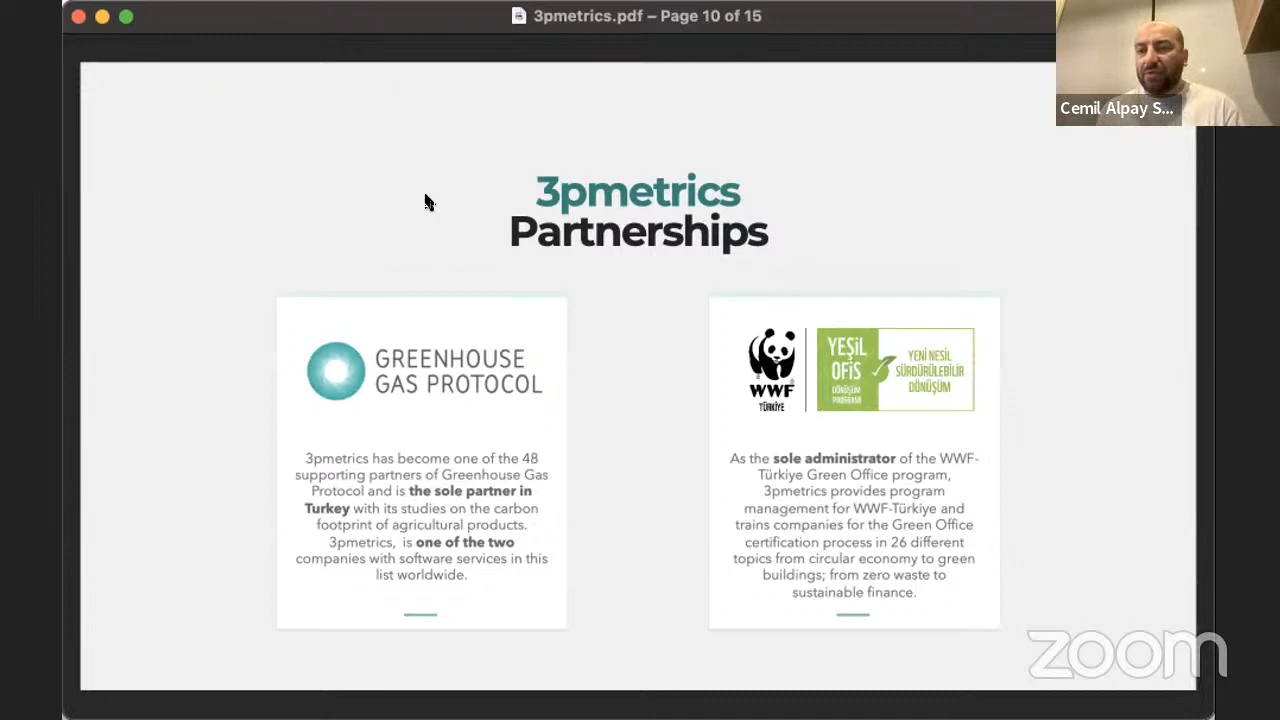 3pmetrics.pdf – Page 10 of 15
Cemil Alpay S...
3pmetrics
Partnerships
GREENHOUSE
GAS PROTOCOL
3pmetrics has become one of the 48
supporting partners of Greenhouse Gas
Protocol and is the sole partner in
Turkey with its studies on the carbon
footprint of agricultural products.
3pmetrics, is one of the two
companies with software services in this
list worldwide.
WWF
TÜRKİYE
YEŞİL
OFİS
DÖNÜŞÜM
PROGRAMI
YENİ NESİL
SÜRDÜRÜLEBİLİR
DÖNÜŞÜM
As the sole administrator of the WWF-
Türkiye Green Office program,
3pmetrics provides program
management for WWF-Türkiye and
trains companies for the Green Office
certification process in 26 different
topics from circular economy to green
buildings; from zero waste to
sustainable finance.
zoom